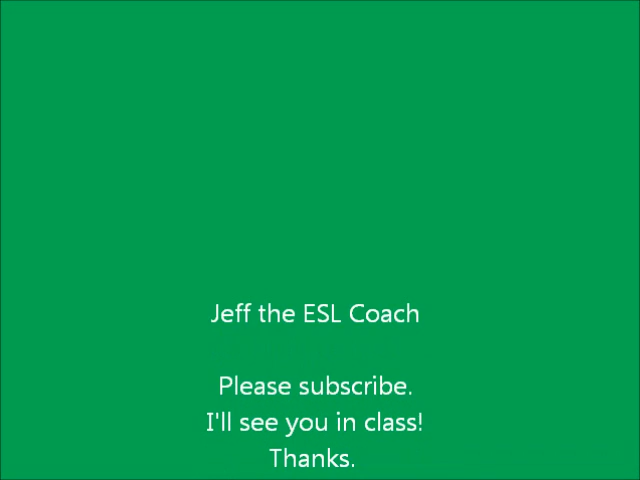 Jeff the ESL Coach
Please subscribe.
I'll see you in class!
Thanks.